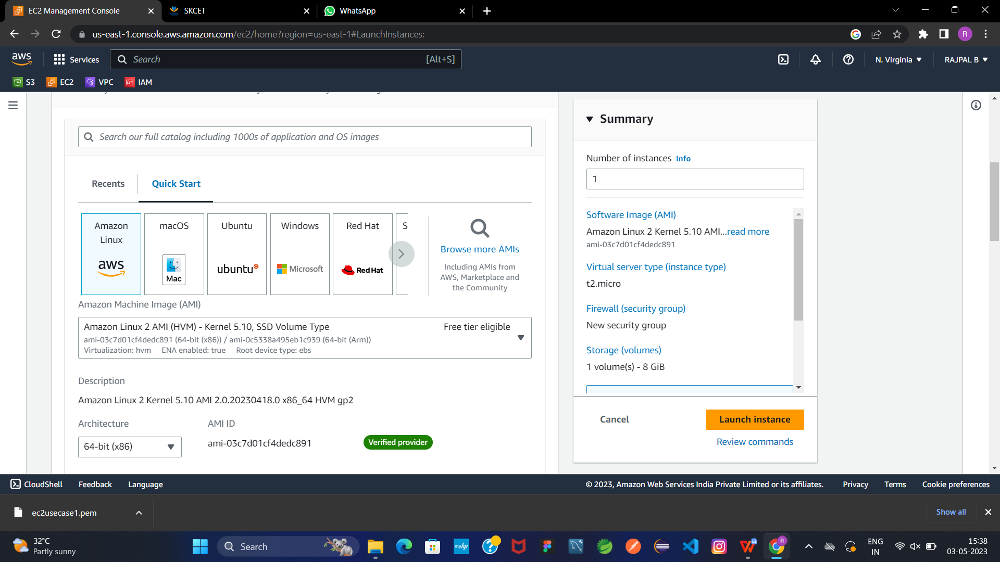 EC2 Management Console
SKCET
WhatsApp
us-east-1.console.aws.amazon.com/ec2/home?region=us-east-1#LaunchInstances:
R
aws
Services
Search
[Alt+S]
N. Virginia
RAJPAL B
S3
EC2
VPC
IAM
Search our full catalog including 1000s of application and OS images
Recents
Quick Start
Amazon Linux
aws
macOS
Mac
Ubuntu
ubuntu
Windows
Microsoft
Red Hat
Red Hat
S
Browse more AMIs
Including AMIs from
AWS, Marketplace and
the Community
Amazon Machine Image (AMI)
Amazon Linux 2 AMI (HVM) - Kernel 5.10, SSD Volume Type
Free tier eligible
ami-03c7d01cf4dedc891 (64-bit (x86)) / ami-0c5338a495eb1c939 (64-bit (Arm))
Virtualization: hvm ENA enabled: true Root device type: ebs
Description
Amazon Linux 2 Kernel 5.10 AMI 2.0.20230418.0 x86_64 HVM gp2
Architecture
AMI ID
64-bit (x86)
ami-03c7d01cf4dedc891
Verified provider
Summary
Number of instances Info
1
Software Image (AMI)
Amazon Linux 2 Kernel 5.10 AMI...read more
ami-03c7d01cf4dedc891
Virtual server type (instance type)
t2.micro
Firewall (security group)
New security group
Storage (volumes)
1 volume(s) - 8 GiB
Cancel
Launch instance
Review commands
CloudShell
Feedback
Language
© 2023, Amazon Web Services India Private Limited or its affiliates.
Privacy
Terms
Cookie preferences
ec2usecase1.pem
Show all
32°C
Partly sunny
Search
myhp
R
ENG
IN
15:38
03-05-2023